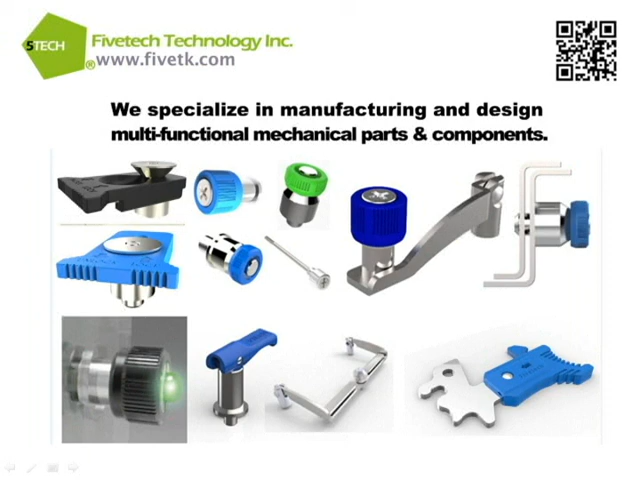 5TECH
Fivetech Technology Inc.
®www.fivetk.com
We specialize in manufacturing and design
multi-functional mechanical parts & components.